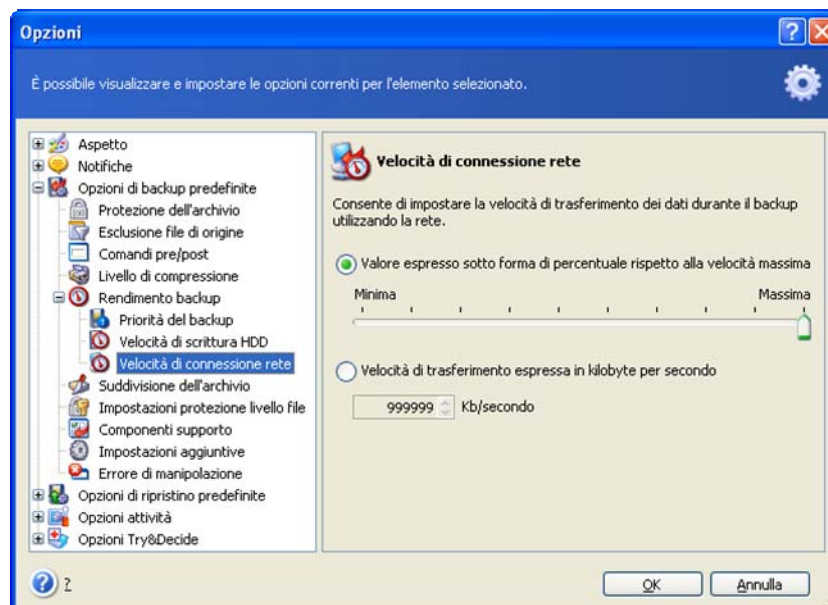 Opzioni
È possibile visualizzare e impostare le opzioni correnti per l'elemento selezionato.
Aspetto
Notifiche
Opzioni di backup predefinite
Protezione dell'archivio
Esclusione file di origine
Comandi pre/post
Livello di compressione
Rendimento backup
Priorità del backup
Velocità di scrittura HDD
Velocità di connessione rete
Suddivisione dell'archivio
Impostazioni protezione livello file
Componenti supporto
Impostazioni aggiuntive
Errore di manipolazione
Opzioni di ripristino predefinite
Opzioni attività
Opzioni Try&Decide
Velocità di connessione rete
Consente di impostare la velocità di trasferimento dei dati durante il backup
utilizzando la rete.
Valore espresso sotto forma di percentuale rispetto alla velocità massima
Minima Massima
Velocità di trasferimento espressa in kilobyte per secondo
999999 Kb/secondo
?
OK Annulla